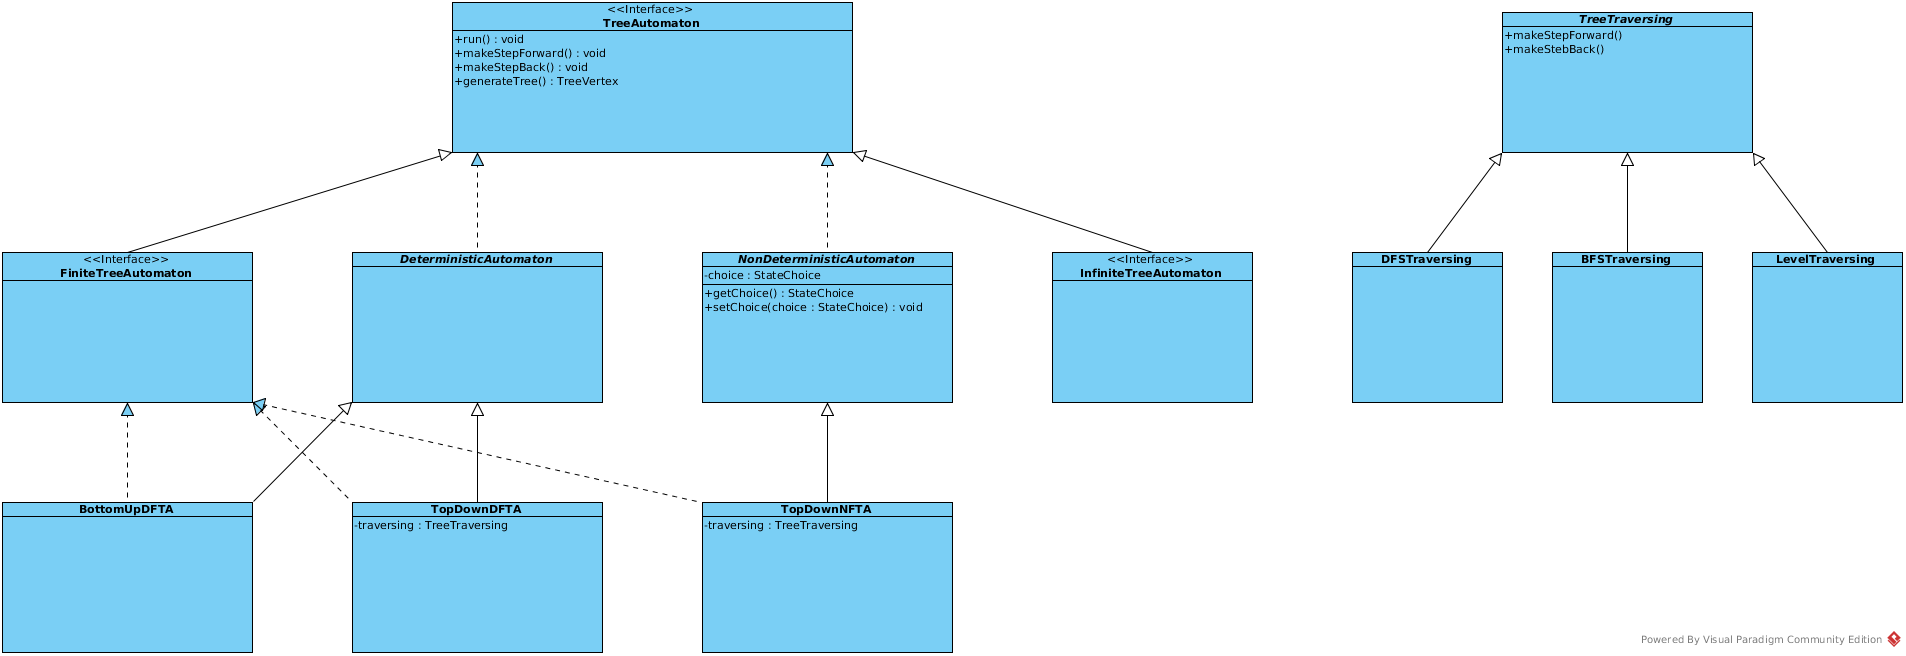 <<Interface>>
TreeAutomaton
+run() : void
+makeStepForward() : void
+makeStepBack() : void
+generateTree() : TreeVertex
TreeTraversing
+makeStepForward()
+makeStebBack()
<<Interface>>
FiniteTreeAutomaton
DeterministicAutomaton
NonDeterministicAutomaton
-choice : StateChoice
+getChoice() : StateChoice
+setChoice(choice : StateChoice) : void
<<Interface>>
InfiniteTreeAutomaton
DFSTraversing
BFSTraversing
LevelTraversing
BottomUpDFTA
TopDownDFTA
-traversing : TreeTraversing
TopDownNFTA
-traversing : TreeTraversing
Powered By Visual Paradigm Community Edition